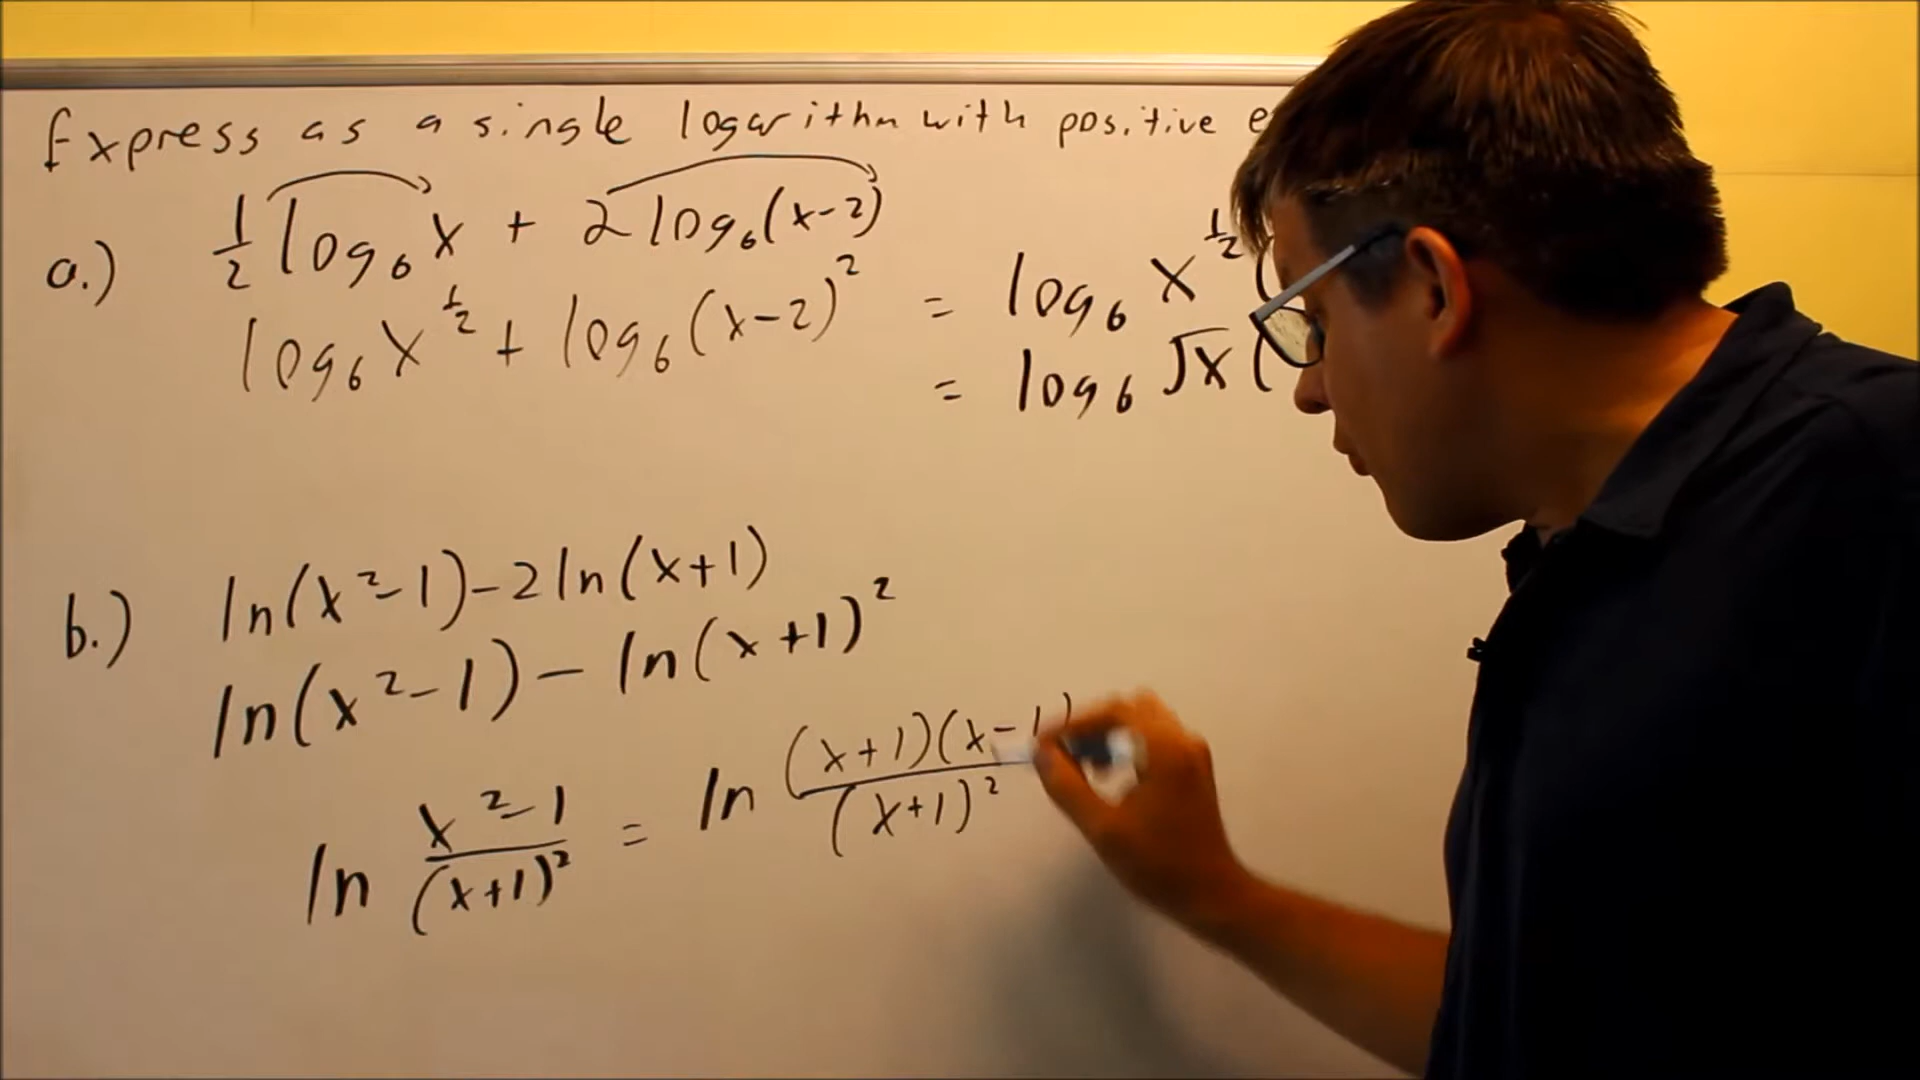 Express as a single logarithm with positive
a.) 1/2 log₆ x + 2 log₆ (x-2)
log₆ x^(1/2) + log₆ (x-2)² = log₆ x^(1/2) (
= log₆ √x (
b.) ln(x²-1)-2ln(x+1)
ln(x²-1) - ln(x+1)²
ln (x²-1)/(x+1)² = ln (x+1)(x-1)/(x+1)²